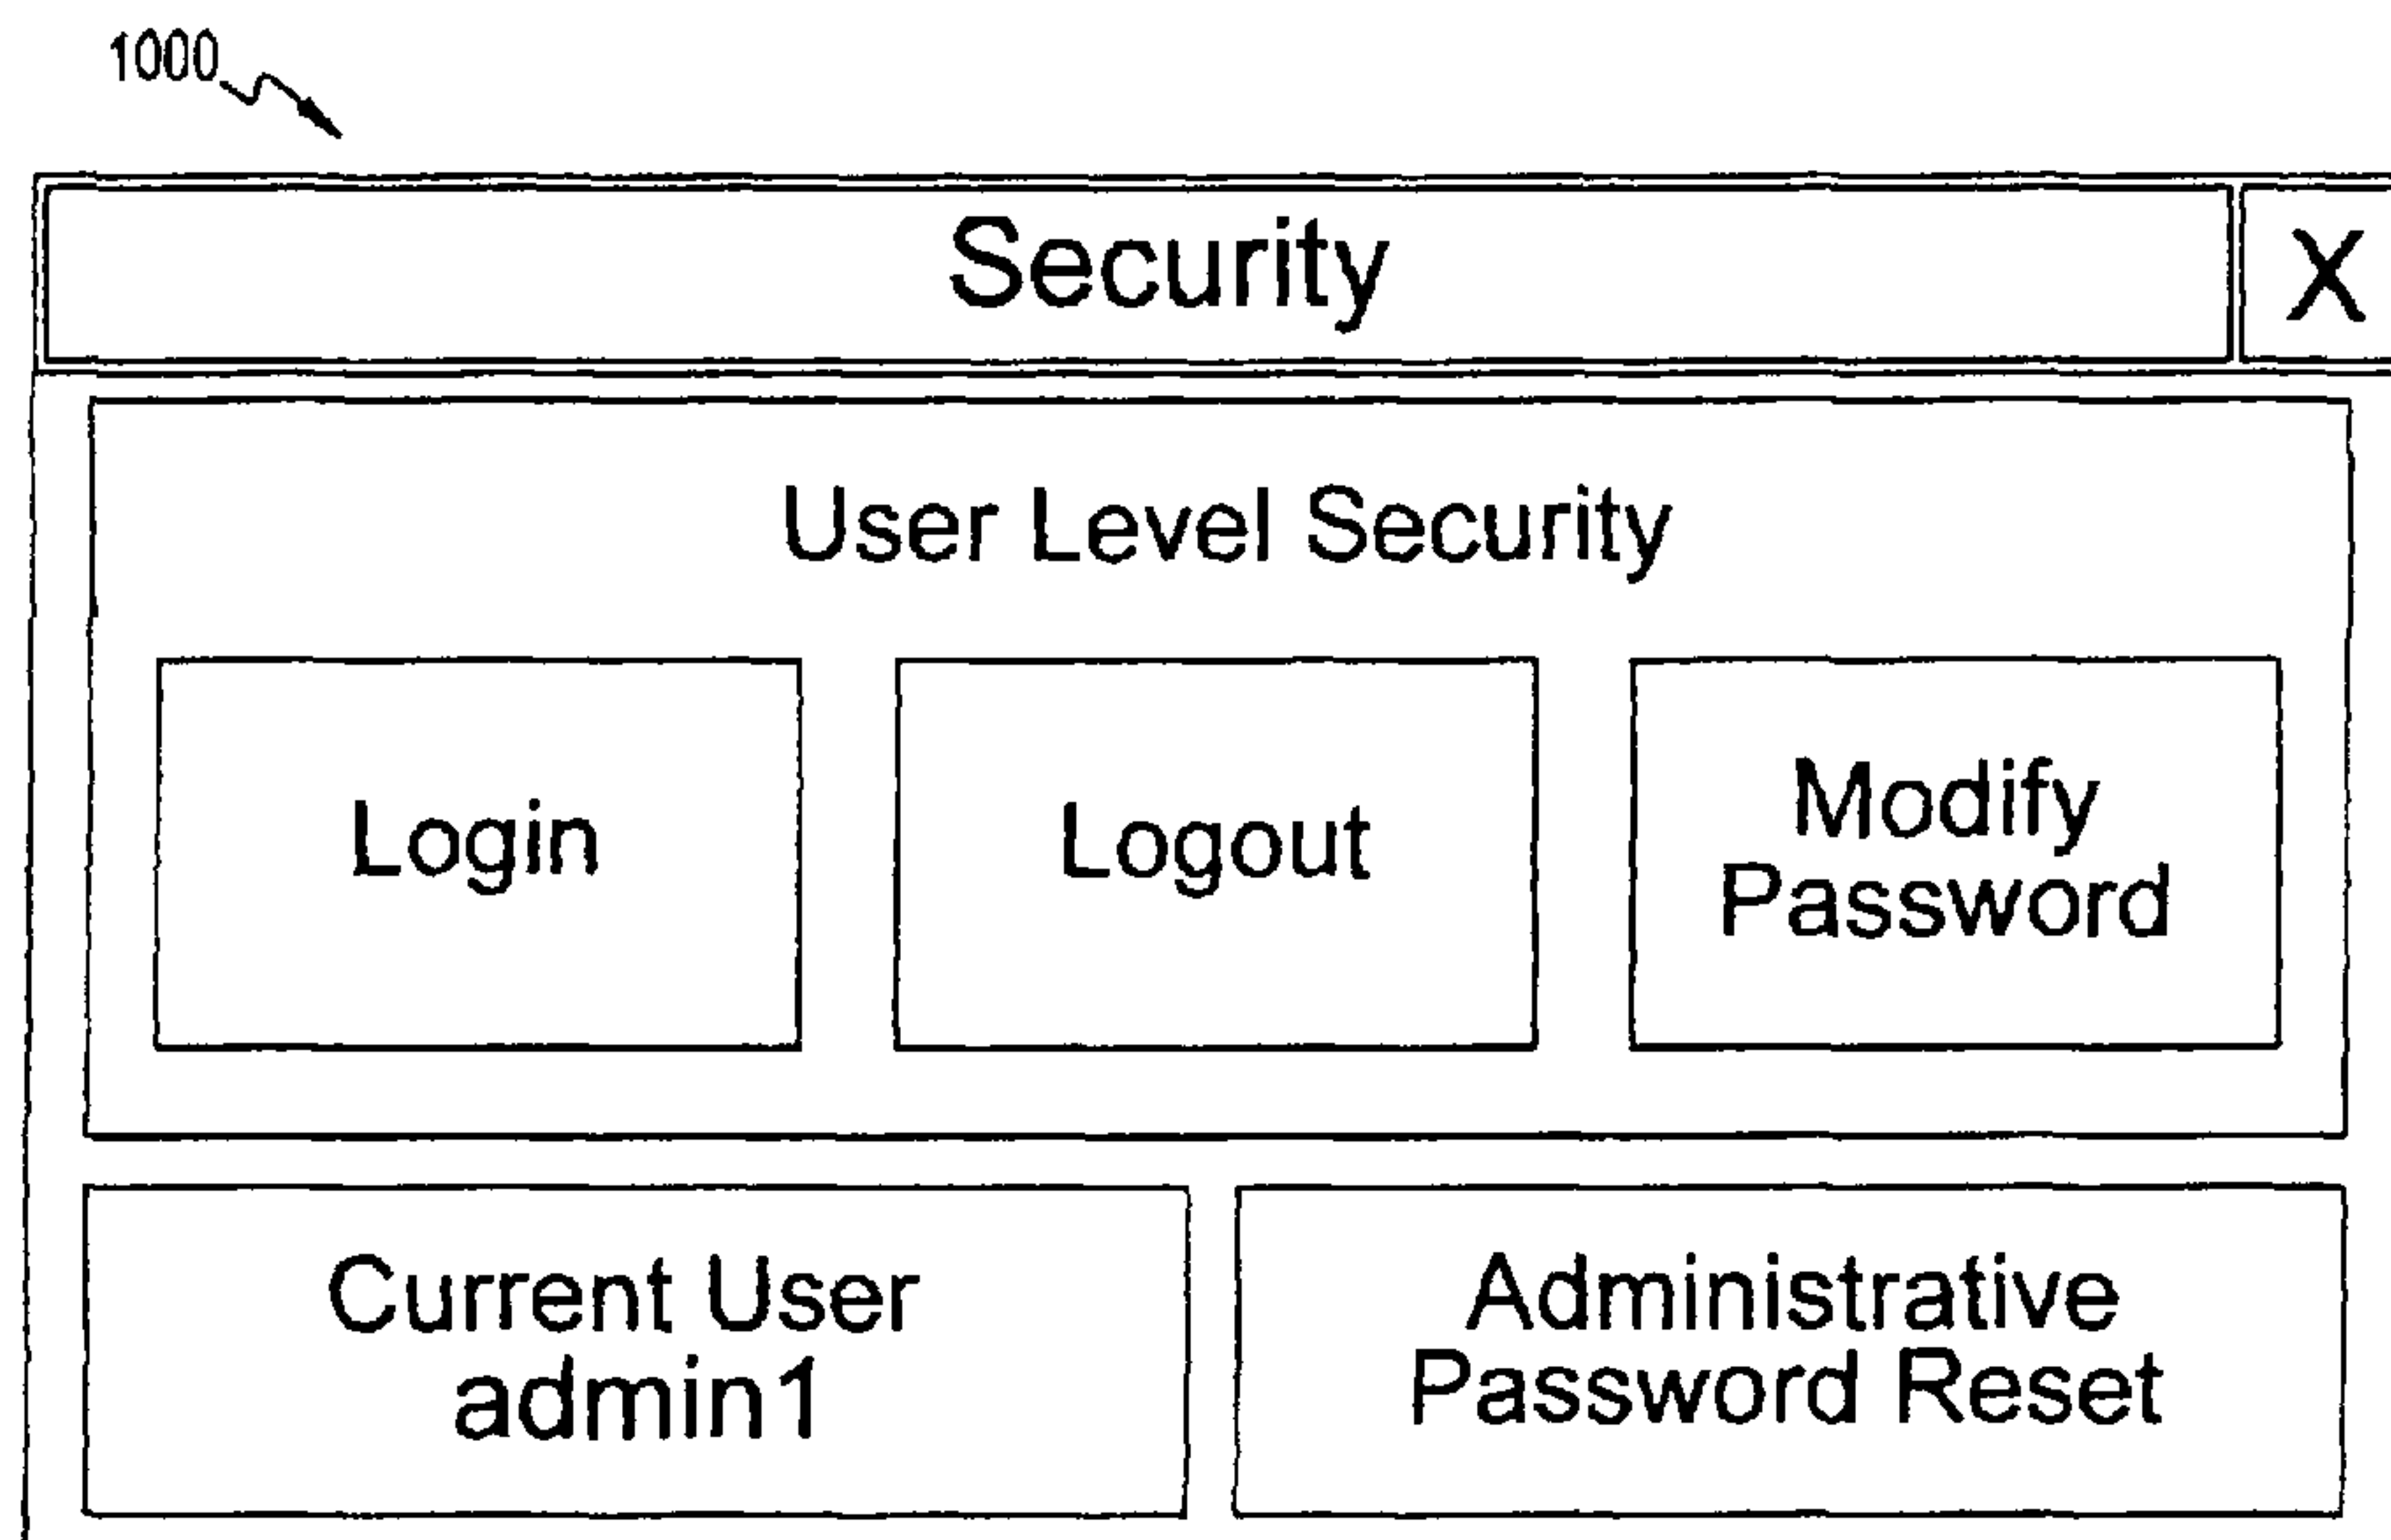 1000
Security X
User Level Security
Login Logout Modify
Password
Current User
admin1
Administrative
Password Reset